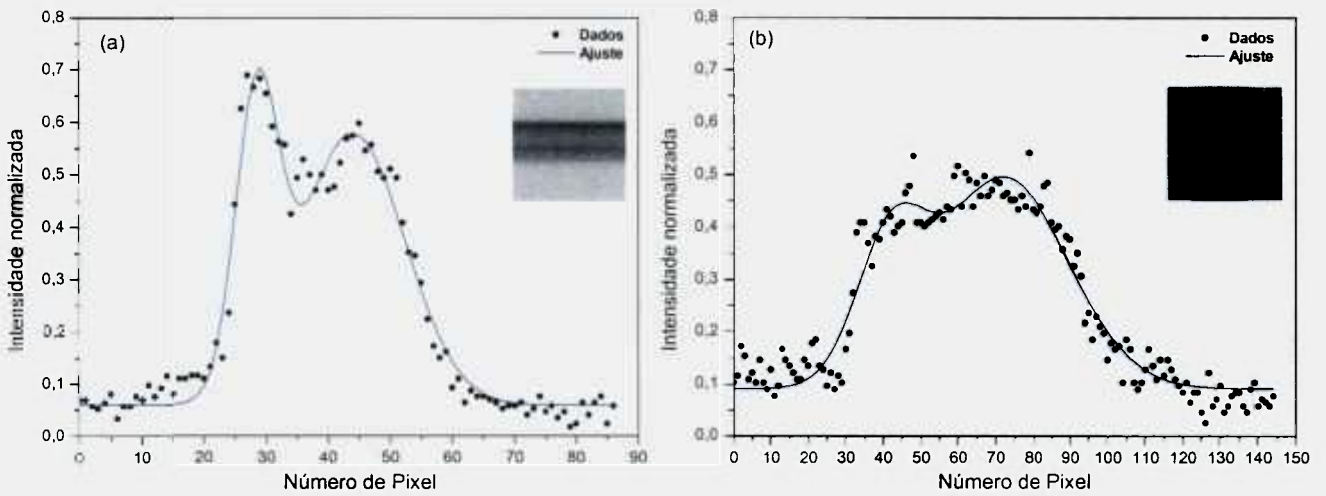 (a)
Dados
Ajuste
Intensidade normalizada
0,8
0,7
0,6
0,5
0,4
0,3
0,2
0,1
0,0
0 10 20 30 40 50 60 70 80 90
Número de Pixel
(b)
Dados
Ajuste
Intensidade normalizada
0,8
0,7
0,6
0,5
0,4
0,3
0,2
0,1
0,0
0 10 20 30 40 50 60 70 80 90 100 110 120 130 140 150
Número de Pixel